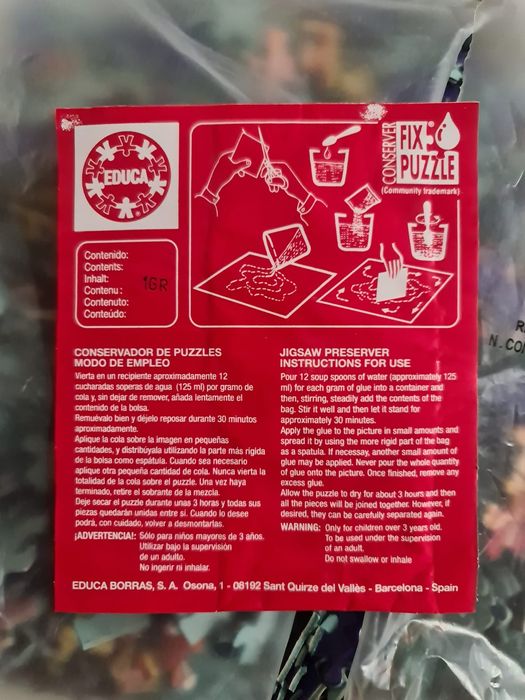 EDUCA
CONSERVER
FIX
PUZZLE
(Community trademark)
Contenido:
Contents:
Inhalt:
Contenu:
Contenuto:
Conteúdo:
1GR
CONSERVADOR DE PUZZLES
MODO DE EMPLEO
Vierta en un recipiente aproximadamente 12
cucharadas soperas de agua (125 ml) por gramo de
cola y, sin dejar de remover, añada lentamente el
contenido de la bolsa.
Remuévalo bien y déjelo reposar durante 30 minutos
aproximadamente.
Aplique la cola sobre la imagen en pequeñas
cantidades, y distribúyala utilizando la parte más rígida
de la bolsa como espátula. Cuando sea necesario
aplique otra pequeña cantidad de cola. Nunca vierta la
totalidad de la cola sobre el puzzle. Una vez haya
terminado, retire el sobrante de la mezcla.
Deje socar el puzzle durante unas 3 horas y todas sus
piezas quedarán unidas entre sí. Cuando lo desee
podrá, con cuidado, volver a desmontarlas.
¡ADVERTENCIA!: Sólo para niños mayores de 3 años.
Utilizar bajo la supervisión
de un adulto.
No ingerir ni inhalar.
JIGSAW PRESERVER
INSTRUCTIONS FOR USE
Pour 12 soup spoons of water (approximately 125
ml) for each gram of glue into a container and
then, stirring, steadily add the contents of the
bag. Stir it well and then let it stand for
approximately 30 minutes.
Apply the glue to the picture in small amounts and
spread it by using the more rigid part of the bag
as a spatula. If necessay, another small amount of
glue may be applied. Never pour the whole quantity
of glue onto the picture. Once finished, remove any
excess glue.
Allow the puzzle to dry for about 3 hours and then
all the pieces will be joined together. However, if
desired, they can be carefully separated again.
WARNING: Only for children over 3 years old.
To be used under the supervision
of an adult.
Do not swallow or inhale
EDUCA BORRAS, S. A. Osona, 1 - 08192 Sant Quirze del Vallès - Barcelona - Spain